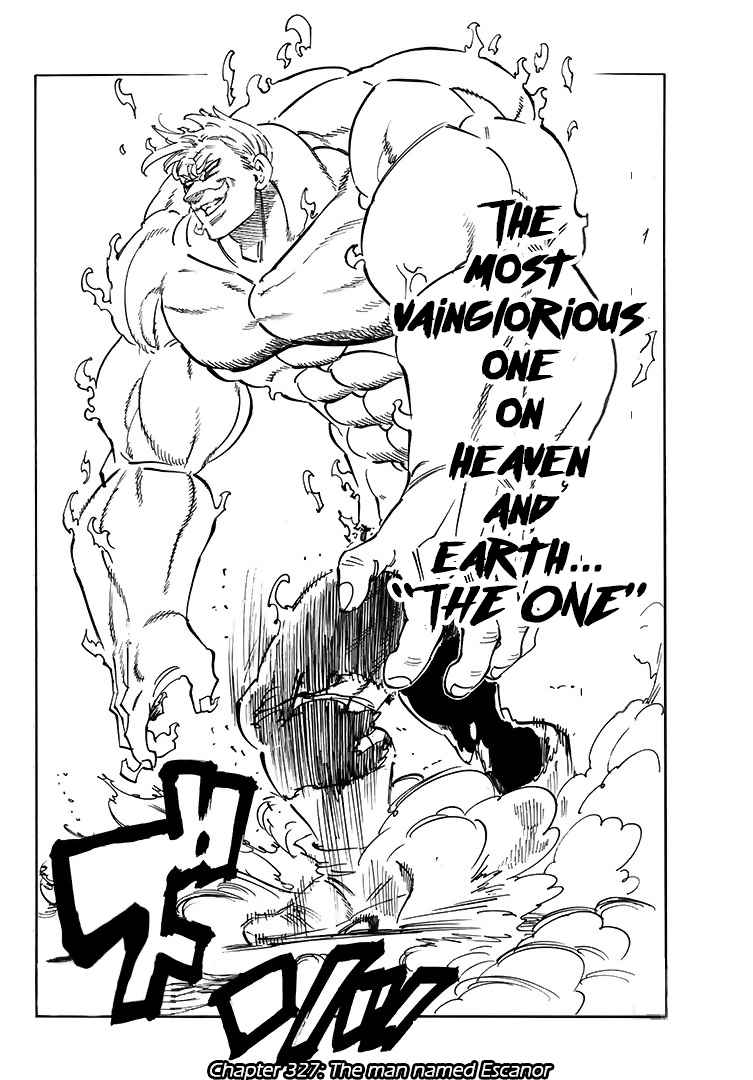 THE
MOST
VAINGLORIOUS
ONE
ON
HEAVEN
AND
EARTH...
"THE ONE"
Chapter 327: The man named Escanor